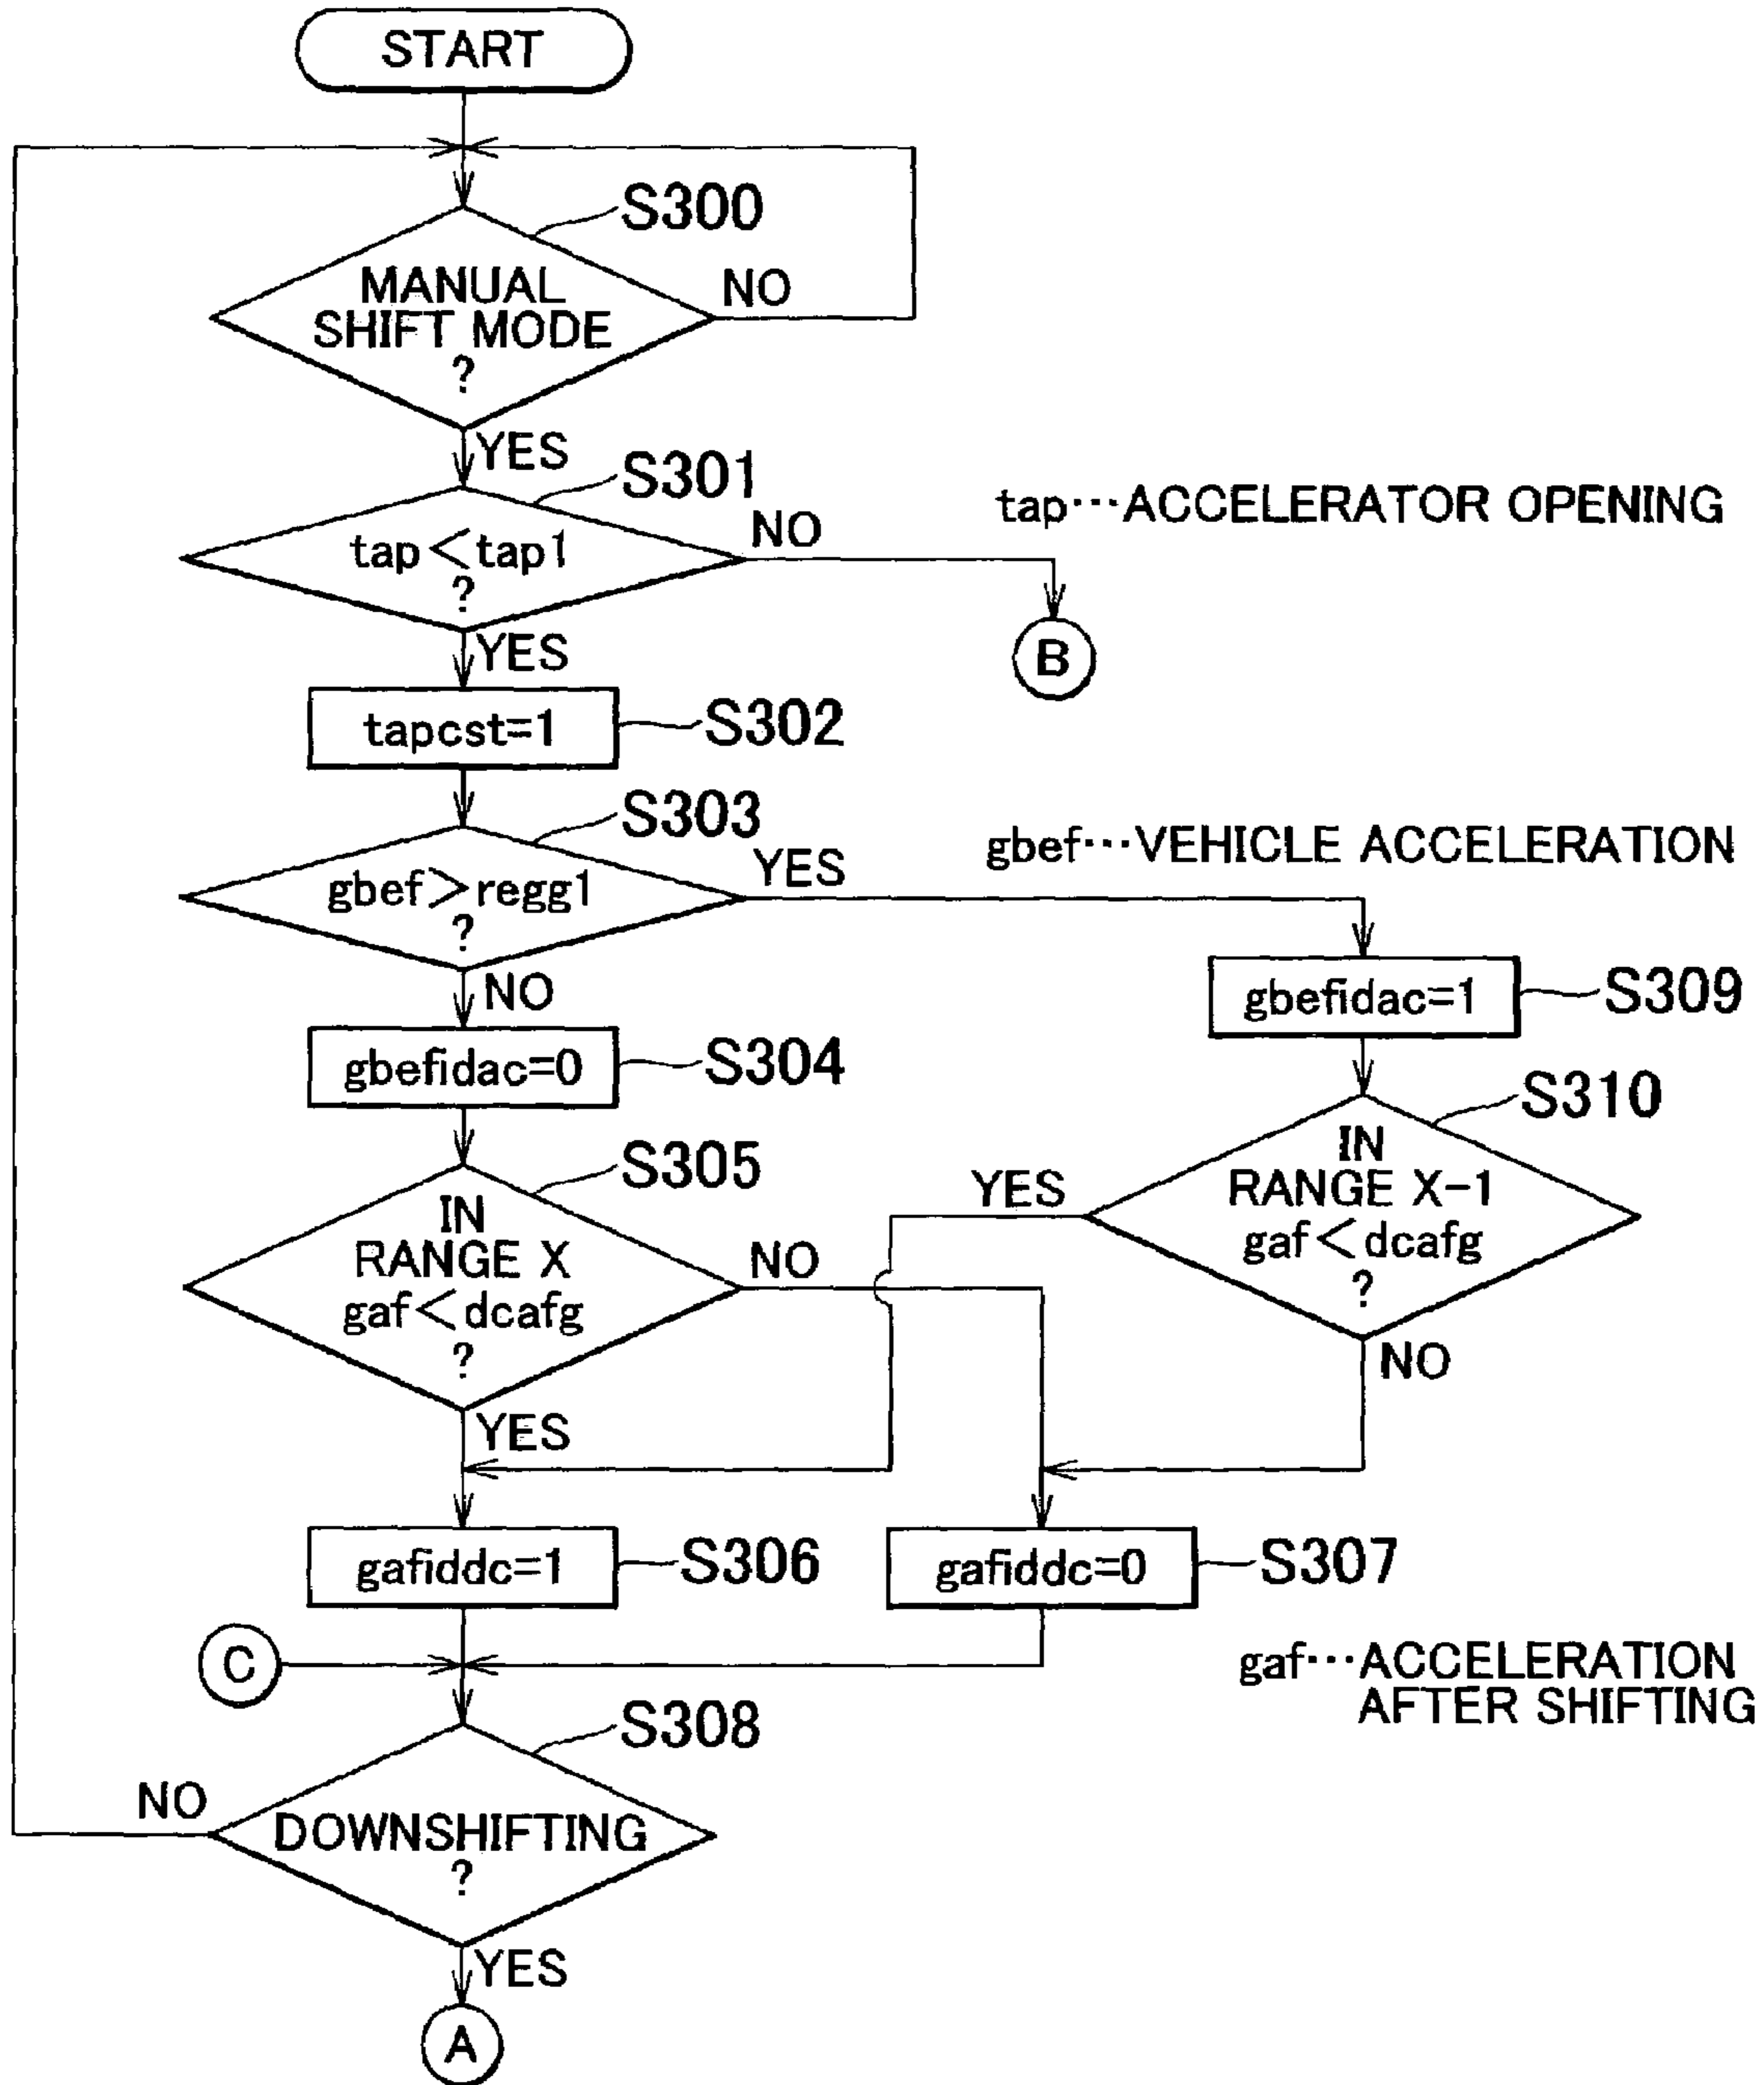 START
S300
MANUAL
SHIFT MODE
?
NO
YES
S301
tap<tap1
?
NO
tap···ACCELERATOR OPENING
B
YES
tapcst=1
S302
S303
gbef>regg1
?
YES
gbef···VEHICLE ACCELERATION
NO
gbefidac=1
S309
gbefidac=0
S304
S310
IN
RANGE X-1
gaf<dcafg
?
YES
NO
S305
IN
RANGE X
gaf<dcafg
?
NO
YES
gafiddc=1
S306
gafiddc=0
S307
C
gaf···ACCELERATION
AFTER SHIFTING
S308
NO
DOWNSHIFTING
?
YES
A